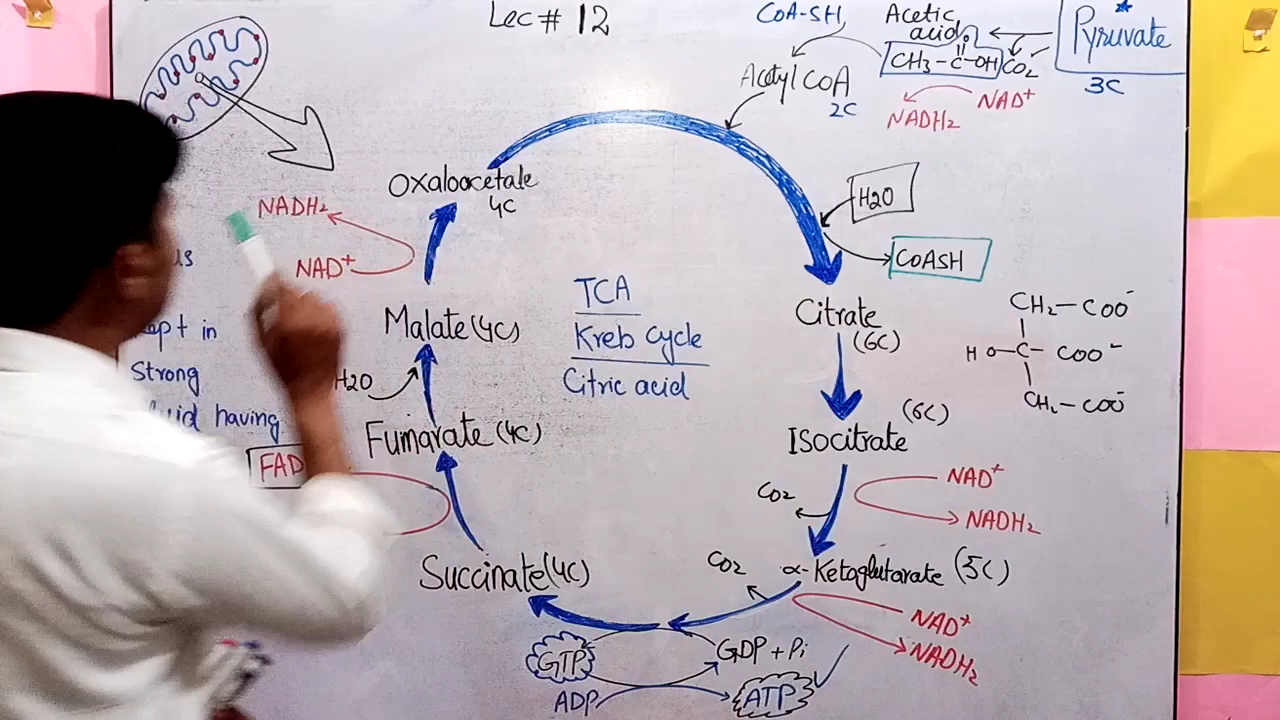 Lec # 12
CoA-SH
Acetic
acid
CH3-C-OH
O
CO2
Pyruvate
3C
Acetyl COA
2C
NAD+
NADH2
Oxaloacetate
4C
H2O
COASH
NADH2
NAD+
in
Strong
having
TCA
Kreb Cycle
Citric acid
Citrate
(6C)
CH2-COO-
HO-C-COO-
CH2-COO-
Malate (4C)
H2O
(6C)
Isocitrate
Fumarate (4C)
FAD
CO2
NAD+
NADH2
Succinate (4C)
CO2
α-Ketoglutarate (5C)
NAD+
NADH2
GTP
GDP + Pi
ADP
ATP